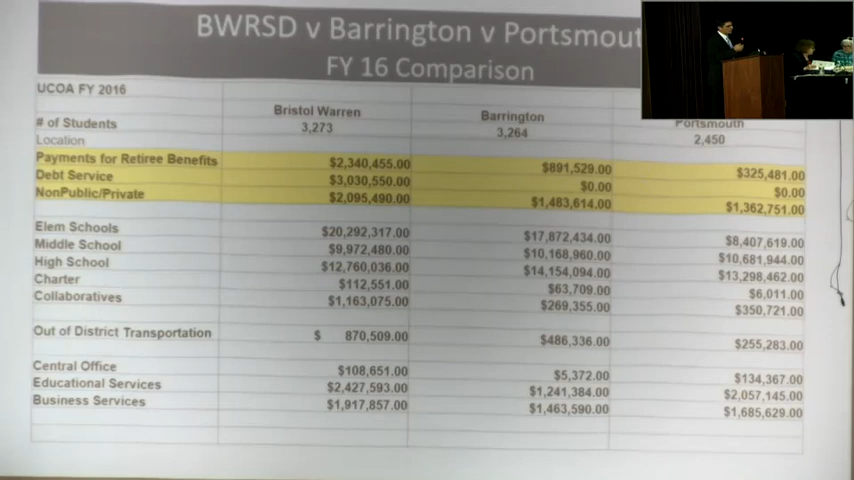 BWRSD v Barrington v Portsmout
FY 16 Comparison
UCOA FY 2016
Bristol Warren Barrington Portsmouth
# of Students 3,273 3,264 2,450
Location
Payments for Retiree Benefits $2,340,455.00 $891,529.00 $325,481.00
Debt Service $3,030,550.00 $0.00 $0.00
NonPublic/Private $2,095,490.00 $1,483,614.00 $1,362,751.00
Elem Schools $20,292,317.00 $17,872,434.00 $8,407,619.00
Middle School $9,972,480.00 $10,168,960.00 $10,681,944.00
High School $12,760,036.00 $14,154,094.00 $13,298,462.00
Charter $112,551.00 $63,709.00 $6,011.00
Collaboratives $1,163,075.00 $269,355.00 $350,721.00
Out of District Transportation $ 870,509.00 $486,336.00 $255,283.00
Central Office $108,651.00 $5,372.00 $134,367.00
Educational Services $2,427,593.00 $1,241,384.00 $2,057,145.00
Business Services $1,917,857.00 $1,463,590.00 $1,685,629.00